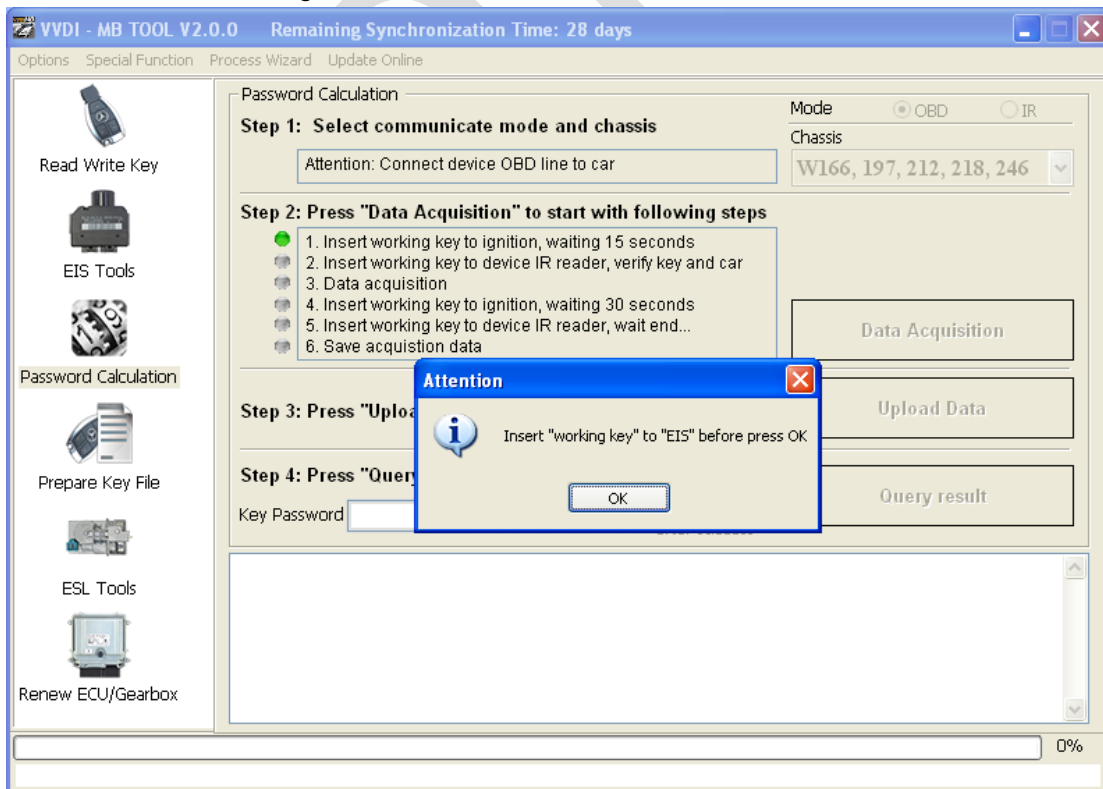 VVDI - MB TOOL V2.0.0 Remaining Synchronization Time: 28 days
Options Special Function Process Wizard Update Online
Read Write Key
EIS Tools
Password Calculation
Prepare Key File
ESL Tools
Renew ECU/Gearbox
Password Calculation
Step 1: Select communicate mode and chassis
Attention: Connect device OBD line to car
Mode OBD IR
Chassis
W166, 197, 212, 218, 246
Step 2: Press "Data Acquisition" to start with following steps
1. Insert working key to ignition, waiting 15 seconds
2. Insert working key to device IR reader, verify key and car
3. Data acquisition
4. Insert working key to ignition, waiting 30 seconds
5. Insert working key to device IR reader, wait end...
6. Save acquistion data
Data Acquisition
Attention
Insert "working key" to "EIS" before press OK
OK
Step 3: Press "Uploa
Upload Data
Step 4: Press "Query
Key Password
Query result
0%